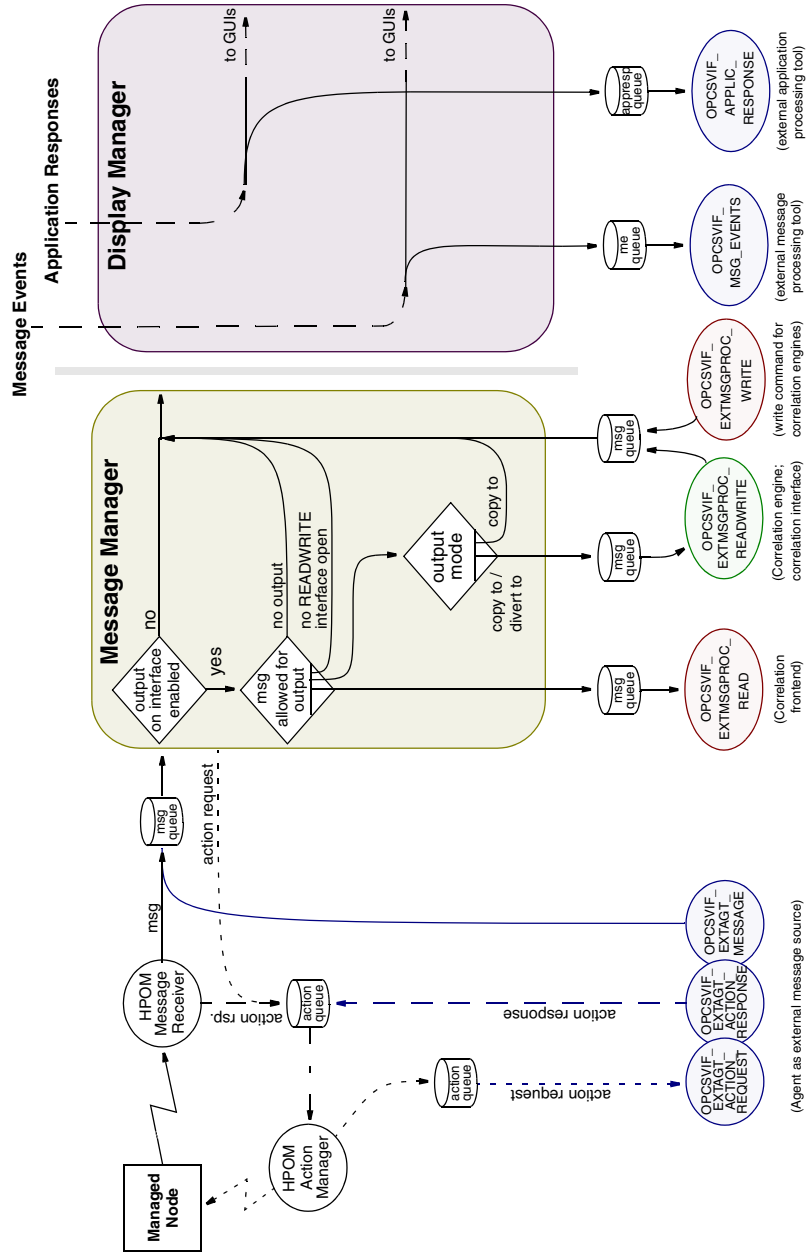 Message Events
Application Responses
Display Manager
to GUIs
to GUIs
Message Manager
no
output
on interface
enabled
yes
msg
allowed for
output
no output
no READWRITE
interface open
output
mode
copy to
copy to /
divert to
Managed
Node
HPOM
Message
Receiver
msg
msg
queue
action request
action rsp.
action
queue
HPOM
Action
Manager
action
queue
action request
action response
OPCSVIF_
EXTAGT_
ACTION_
REQUEST
OPCSVIF_
EXTAGT_
ACTION_
RESPONSE
OPCSVIF_
EXTAGT_
MESSAGE
(Agent as external message source)
msg
queue
OPCSVIF_
EXTMSGPROC_
READ
(Correlation
frontend)
msg
queue
OPCSVIF_
EXTMSGPROC_
READWRITE
(Correlation engine;
correlation interface)
msg
queue
OPCSVIF_
EXTMSGPROC_
WRITE
(write command for
correlation engines)
me
queue
OPCSVIF_
MSG_EVENTS
(external message
processing tool)
appresp
queue
OPCSVIF_
APPLIC_
RESPONSE
(external application
processing tool)